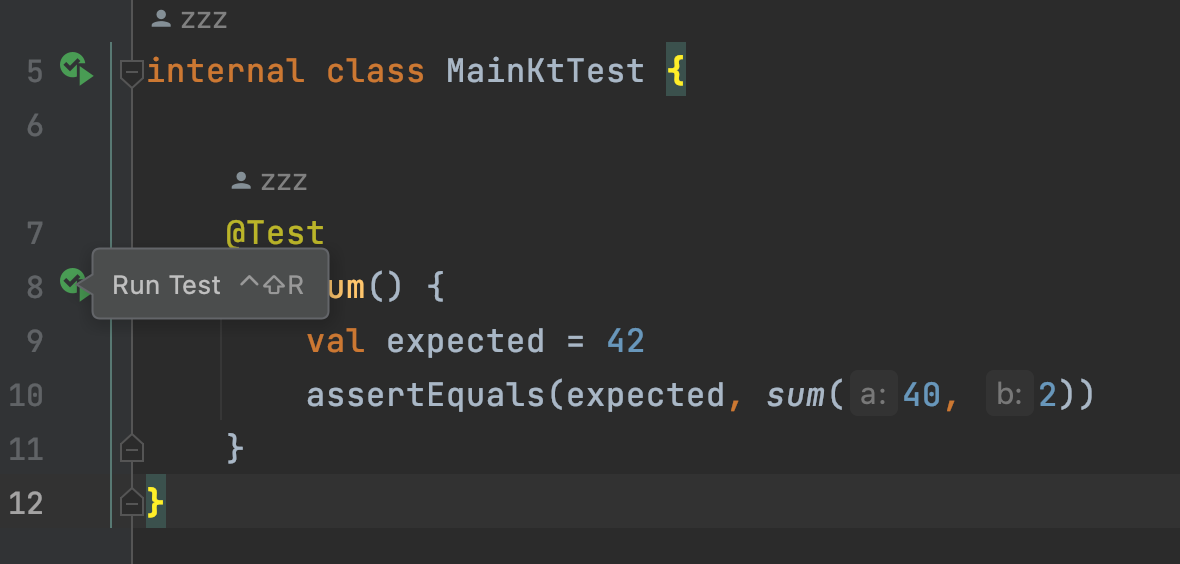 zzz
5 internal class MainKtTest {
6
zzz
7 @Test
8 Run Test ^⇧R um() {
9 val expected = 42
10 assertEquals(expected, sum( a: 40, b: 2))
11 }
12 }